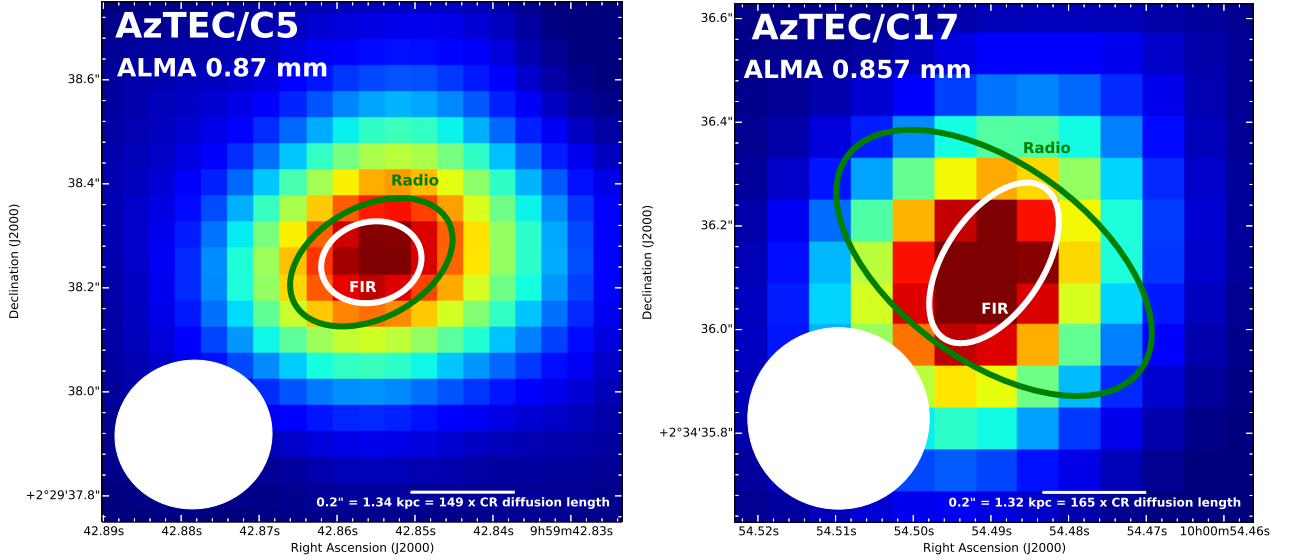 AzTEC/C5
ALMA 0.87 mm
Declination (J2000)
38.6"
38.4"
38.2"
38.0"
+2°29'37.8"
Radio
FIR
0.2" = 1.34 kpc = 149 x CR diffusion length
42.89s 42.88s 42.87s 42.86s 42.85s 42.84s 9h59m42.83s
Right Ascension (J2000)
AzTEC/C17
ALMA 0.857 mm
Declination (J2000)
36.6"
36.4"
36.2"
36.0"
+2°34'35.8"
Radio
FIR
0.2" = 1.32 kpc = 165 x CR diffusion length
54.52s 54.51s 54.50s 54.49s 54.48s 54.47s 10h00m54.46s
Right Ascension (J2000)